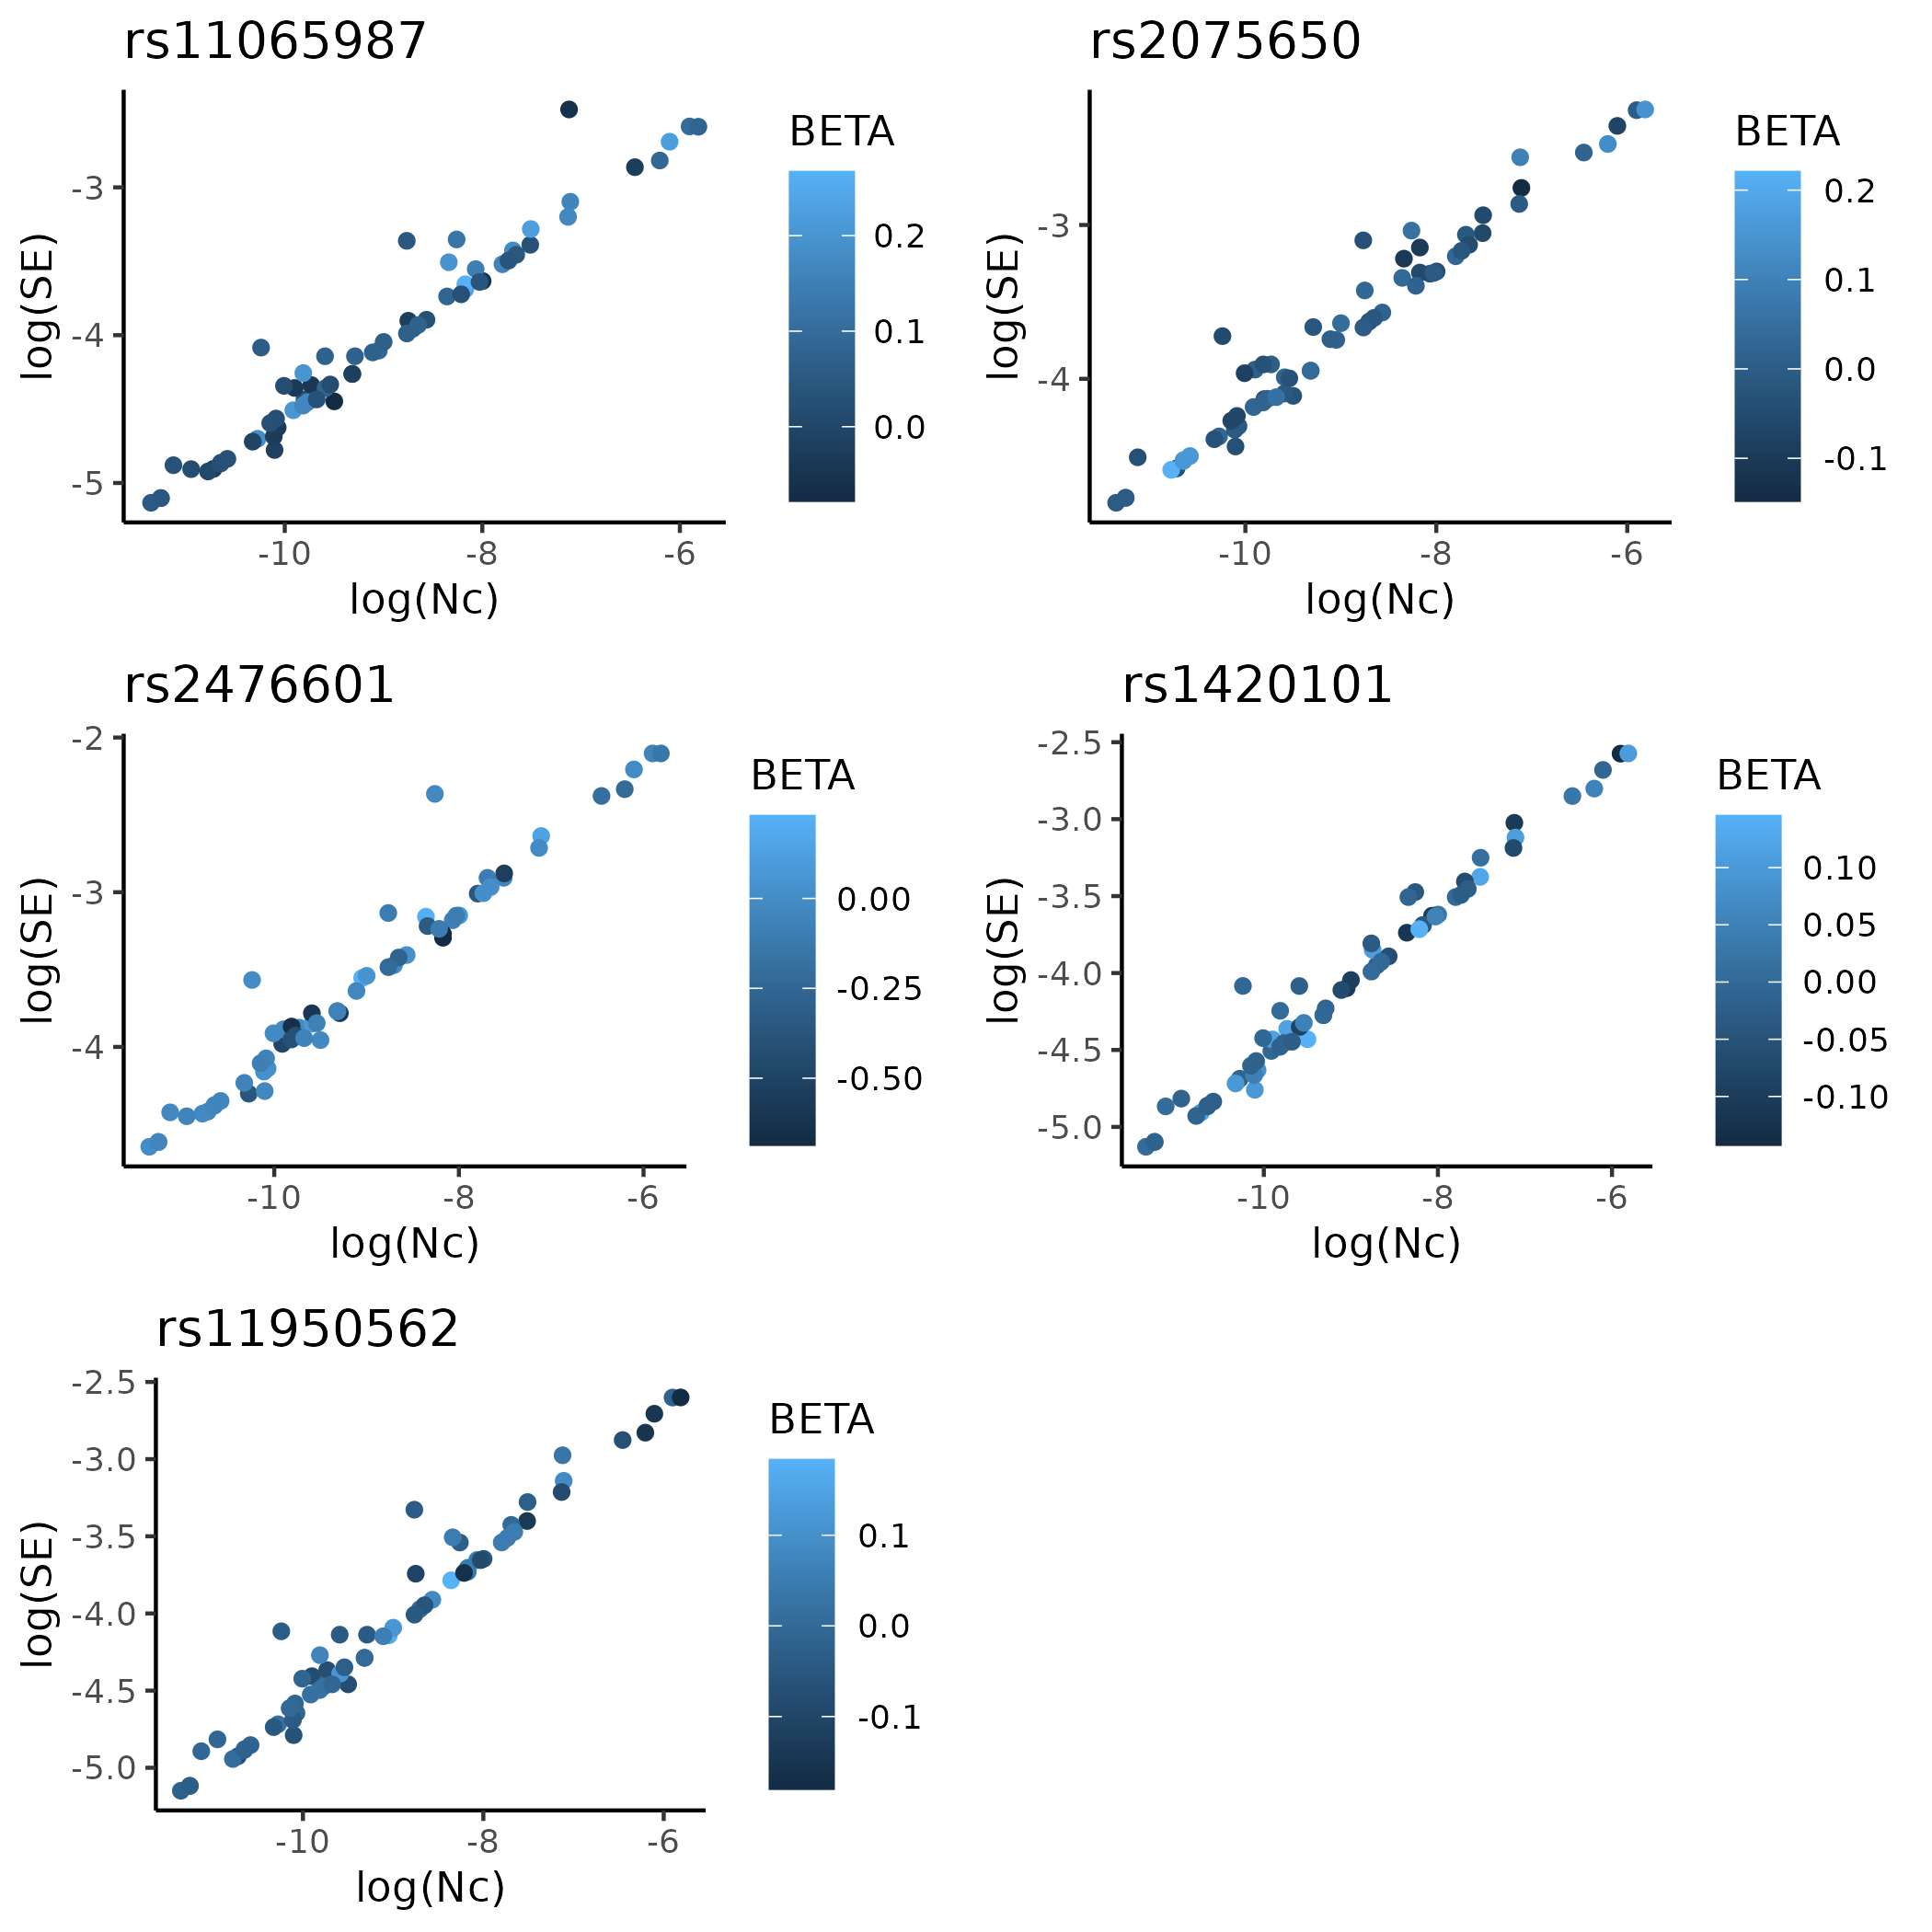 rs11065987
log(SE)
-3
-4
-5
-10
-8
-6
log(Nc)
BETA
0.2
0.1
0.0
rs2075650
log(SE)
-3
-4
-10
-8
-6
log(Nc)
BETA
0.2
0.1
0.0
-0.1
rs2476601
log(SE)
-2
-3
-4
-10
-8
-6
log(Nc)
BETA
0.00
-0.25
-0.50
rs1420101
log(SE)
-2.5
-3.0
-3.5
-4.0
-4.5
-5.0
-10
-8
-6
log(Nc)
BETA
0.10
0.05
0.00
-0.05
-0.10
rs11950562
log(SE)
-2.5
-3.0
-3.5
-4.0
-4.5
-5.0
-10
-8
-6
log(Nc)
BETA
0.1
0.0
-0.1